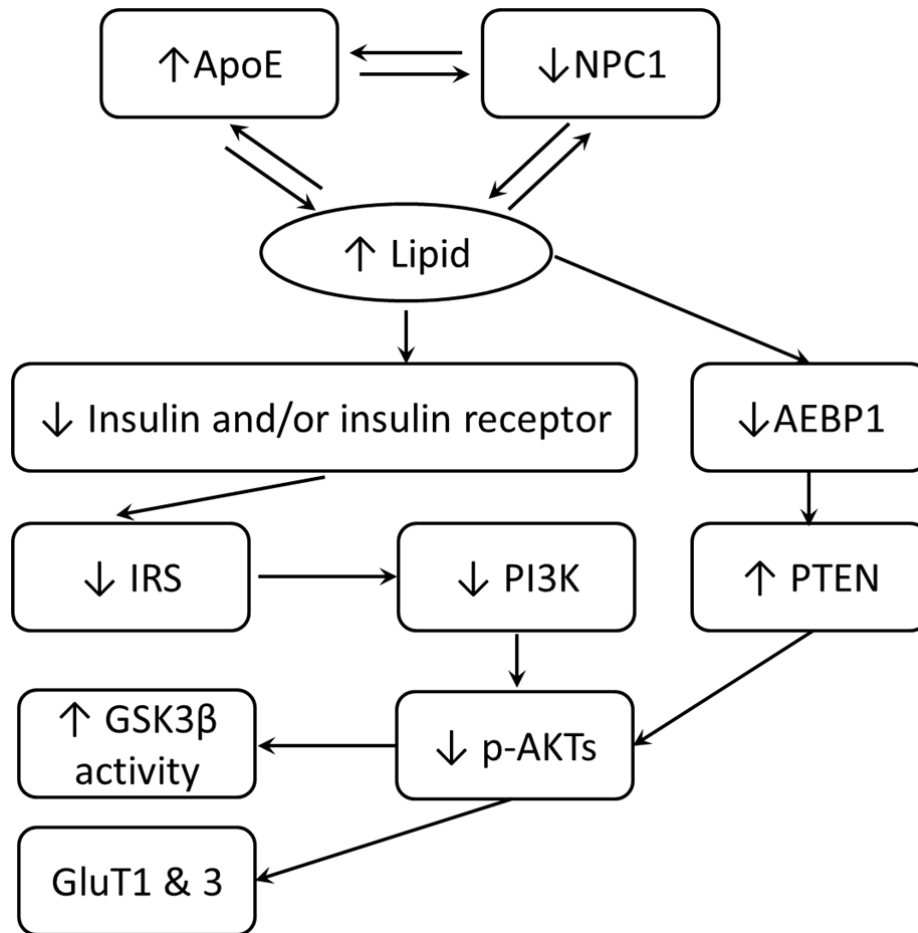 ↑ApoE
↓NPC1
↑ Lipid
↓ Insulin and/or insulin receptor
↓AEBP1
↓ IRS
↓ PI3K
↑ PTEN
↑ GSK3β
activity
↓ p-AKTs
GluT1 & 3